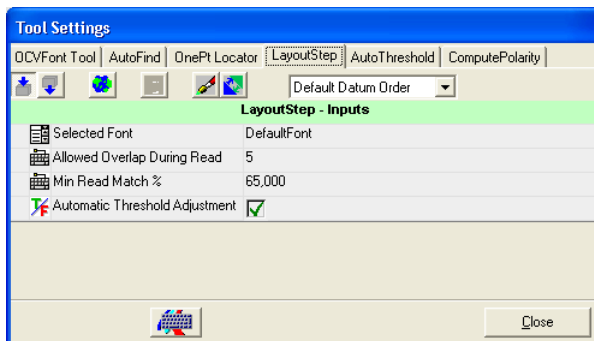 Tool Settings
OCVFont Tool AutoFind OnePt Locator LayoutStep AutoThreshold ComputePolarity
Default Datum Order
LayoutStep - Inputs
Selected Font DefaultFont
Allowed Overlap During Read 5
Min Read Match % 65,000
T/F Automatic Threshold Adjustment
Close